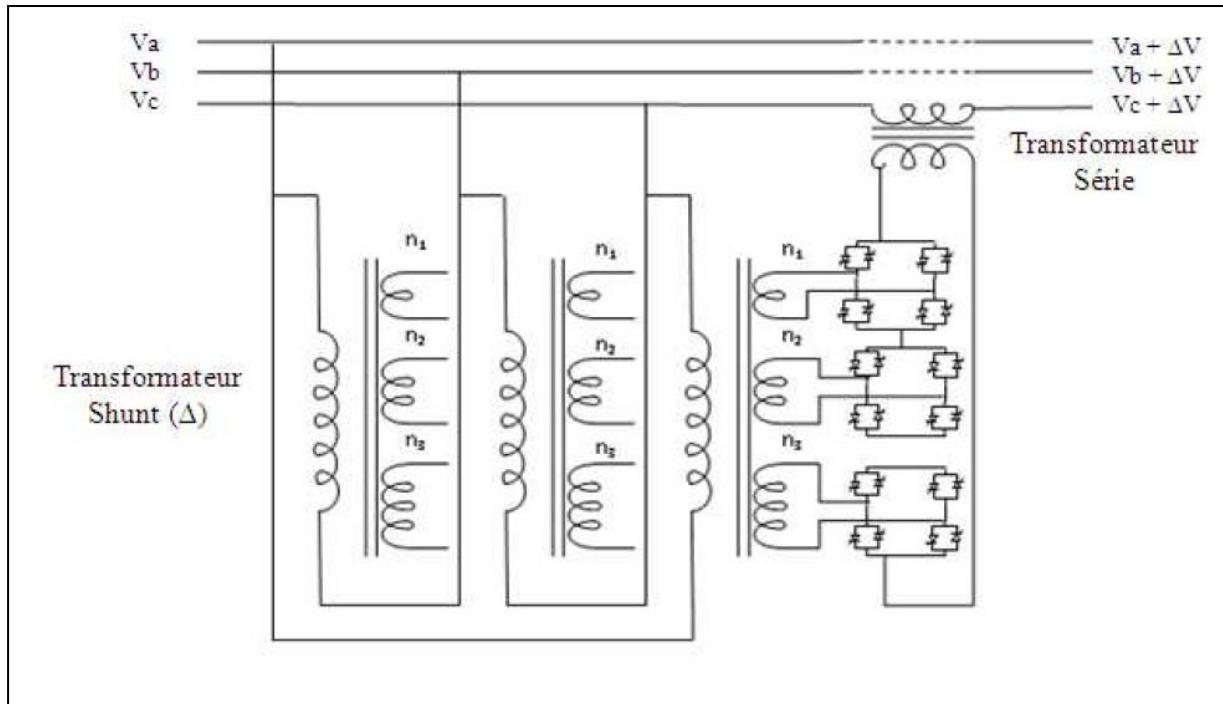 Va
Vb
Vc
Va + ΔV
Vb + ΔV
Vc + ΔV
Transformateur
Série
n₁
n₁
n₁
n₂
n₂
n₂
Transformateur
Shunt (Δ)
n₃
n₃
n₃